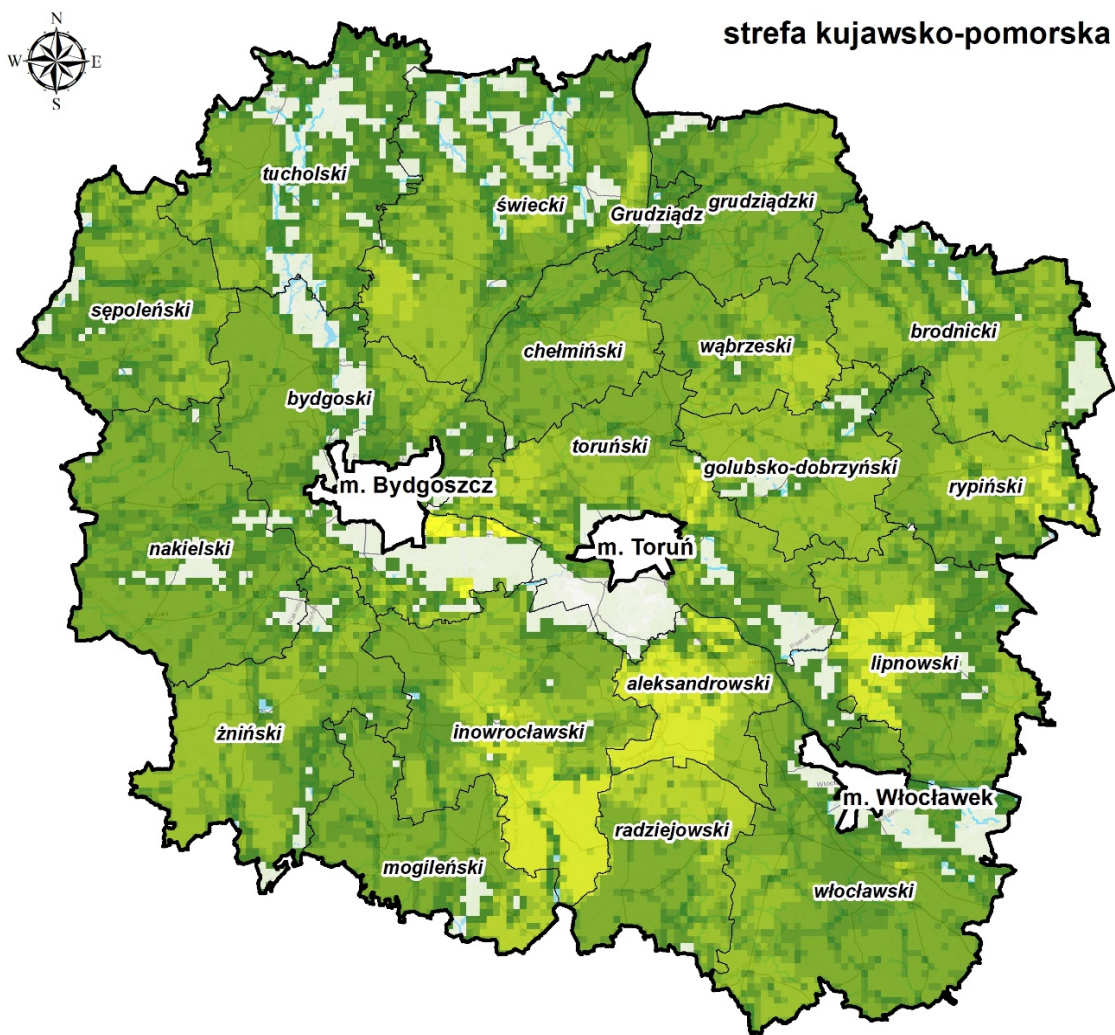 strefa kujawsko-pomorska
N
W E
S
tucholski
świecki
Grudziądz
grudziądzki
sępoleński
chełmiński
wąbrzeski
brodnicki
bydgoski
toruński
golubsko-dobrzyński
rypiński
m. Bydgoszcz
nakielski
m. Toruń
lipnowski
aleksandrowski
żniński
inowrocławski
m. Włocławek
radziejowski
mogileński
włocławski